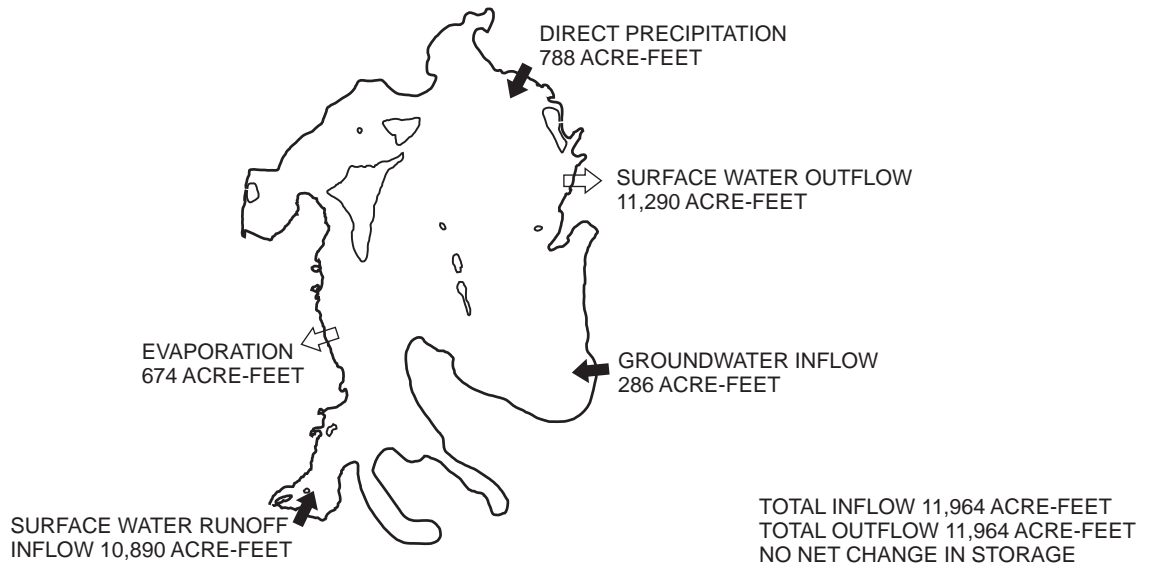 DIRECT PRECIPITATION
788 ACRE-FEET
SURFACE WATER OUTFLOW
11,290 ACRE-FEET
EVAPORATION
674 ACRE-FEET
GROUNDWATER INFLOW
286 ACRE-FEET
SURFACE WATER RUNOFF
INFLOW 10,890 ACRE-FEET
TOTAL INFLOW 11,964 ACRE-FEET
TOTAL OUTFLOW 11,964 ACRE-FEET
NO NET CHANGE IN STORAGE